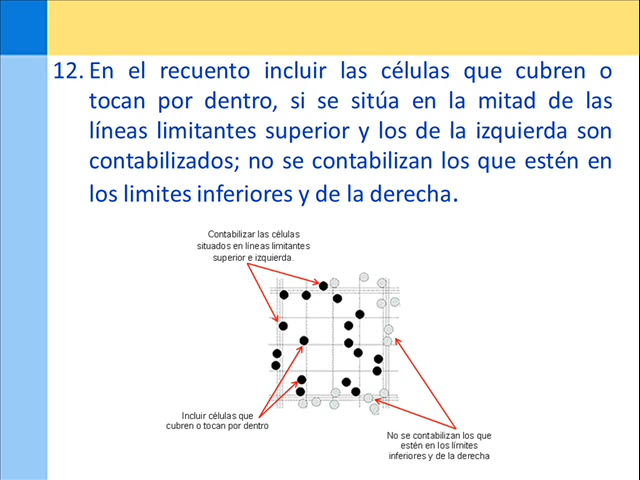 12. En el recuento incluir las células que cubren o
tocan por dentro, si se sitúa en la mitad de las
líneas limitantes superior y los de la izquierda son
contabilizados; no se contabilizan los que estén en
los limites inferiores y de la derecha.
Contabilizar las células
situados en líneas limitantes
superior e izquierda.
Incluir células que
cubren o tocan por dentro
No se contabilizan los que
estén en los límites
inferiores y de la derecha